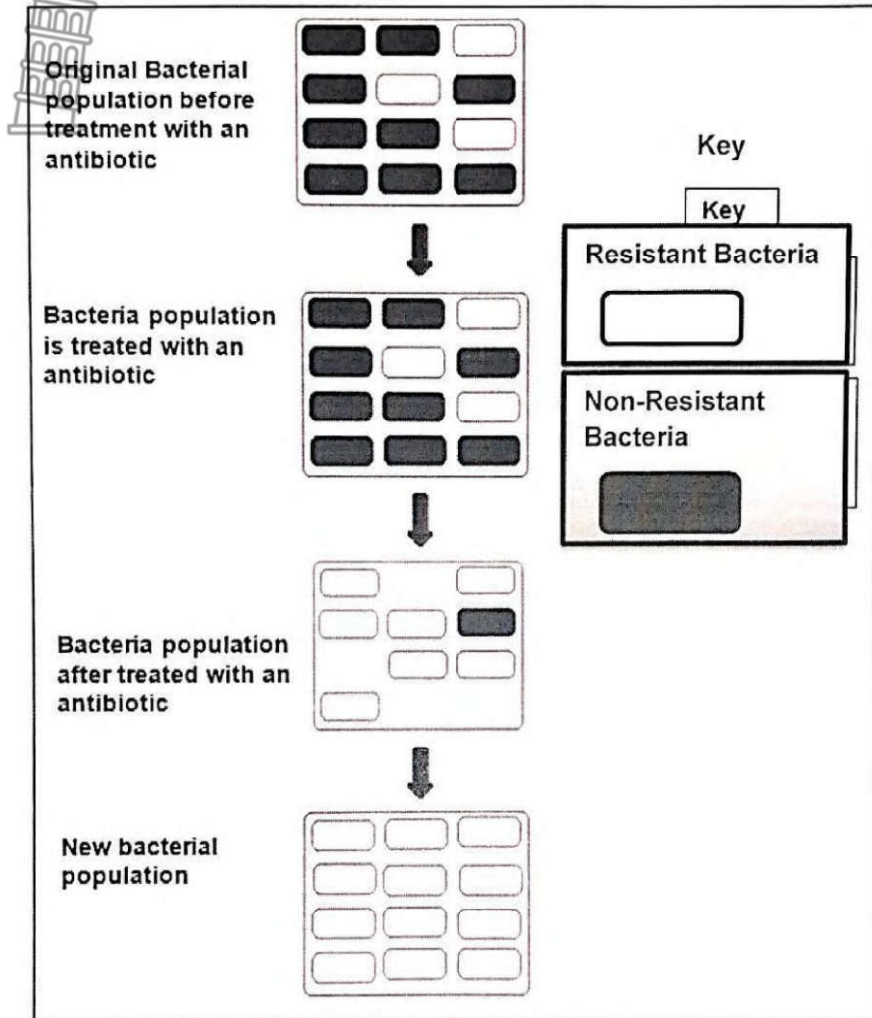 Original Bacterial
population before
treatment with an
antibiotic
Key
Key
Resistant Bacteria
Bacteria population
is treated with an
antibiotic
Non-Resistant
Bacteria
Bacteria population
after treated with an
antibiotic
New bacterial
population